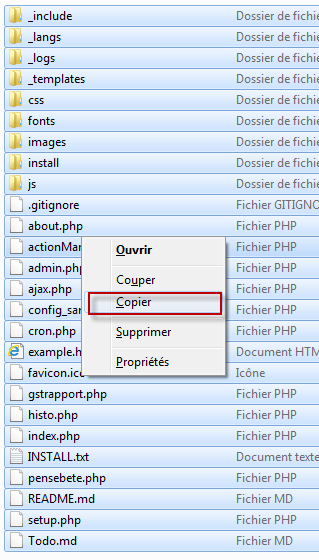 _include Dossier de fichie
_langs Dossier de fichie
_logs Dossier de fichie
_templates Dossier de fichie
css Dossier de fichie
fonts Dossier de fichie
images Dossier de fichie
install Dossier de fichie
js Dossier de fichie
.gitignore Fichier GITIGN
about.php Fichier PHP
actionMar Fichier PHP
Ouvrir
admin.php Fichier PHP
Couper
ajax.php Fichier PHP
Copier
config_sar Fichier PHP
cron.php Fichier PHP
Supprimer
example.h Document HTM
Propriétés
favicon.ico Icône
gstrapport.php Fichier PHP
histo.php Fichier PHP
index.php Fichier PHP
INSTALL.txt Document texte
pensebete.php Fichier PHP
README.md Fichier MD
setup.php Fichier PHP
Todo.md Fichier MD